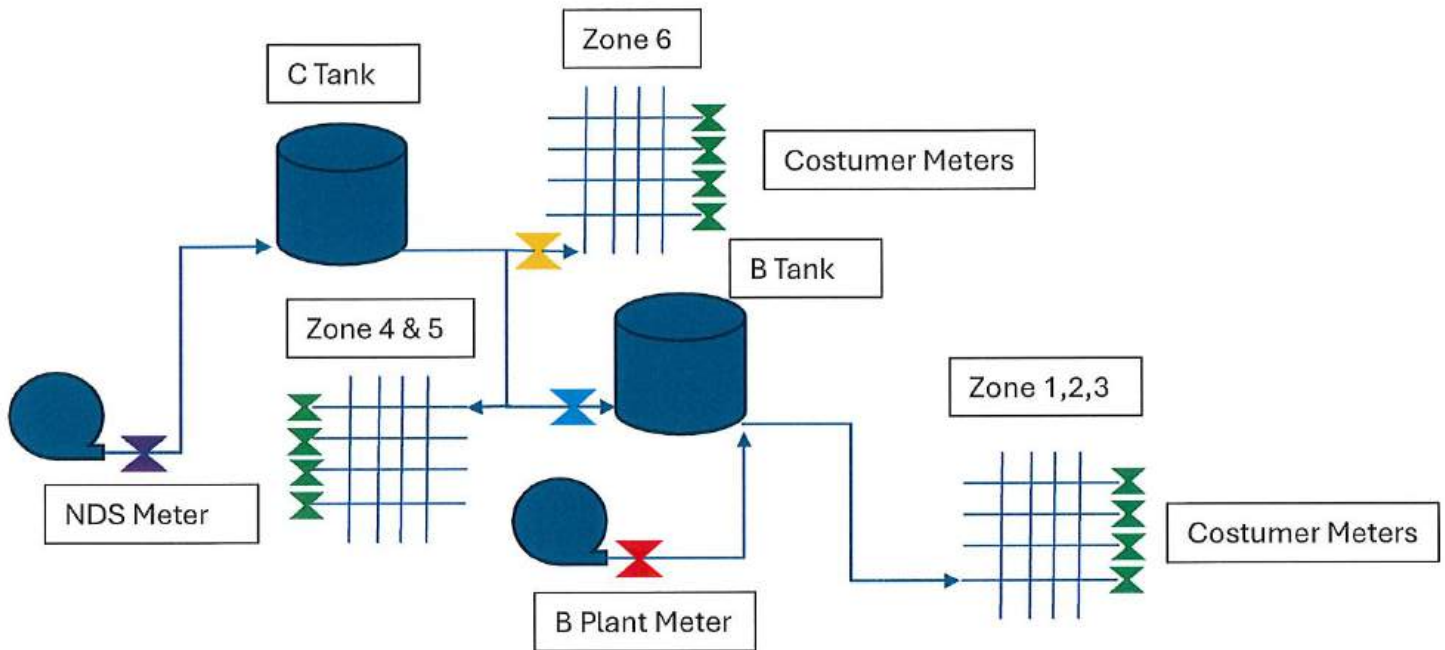 Zone 6
C Tank
Costumer Meters
B Tank
Zone 4 & 5
Zone 1,2,3
NDS Meter
Costumer Meters
B Plant Meter